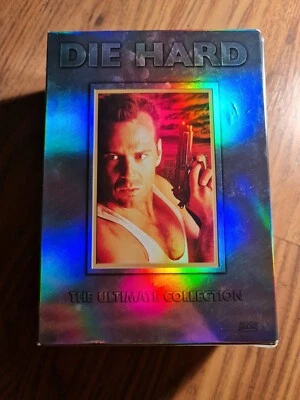 DIE HARD
THE ULTIMATE COLLECTION